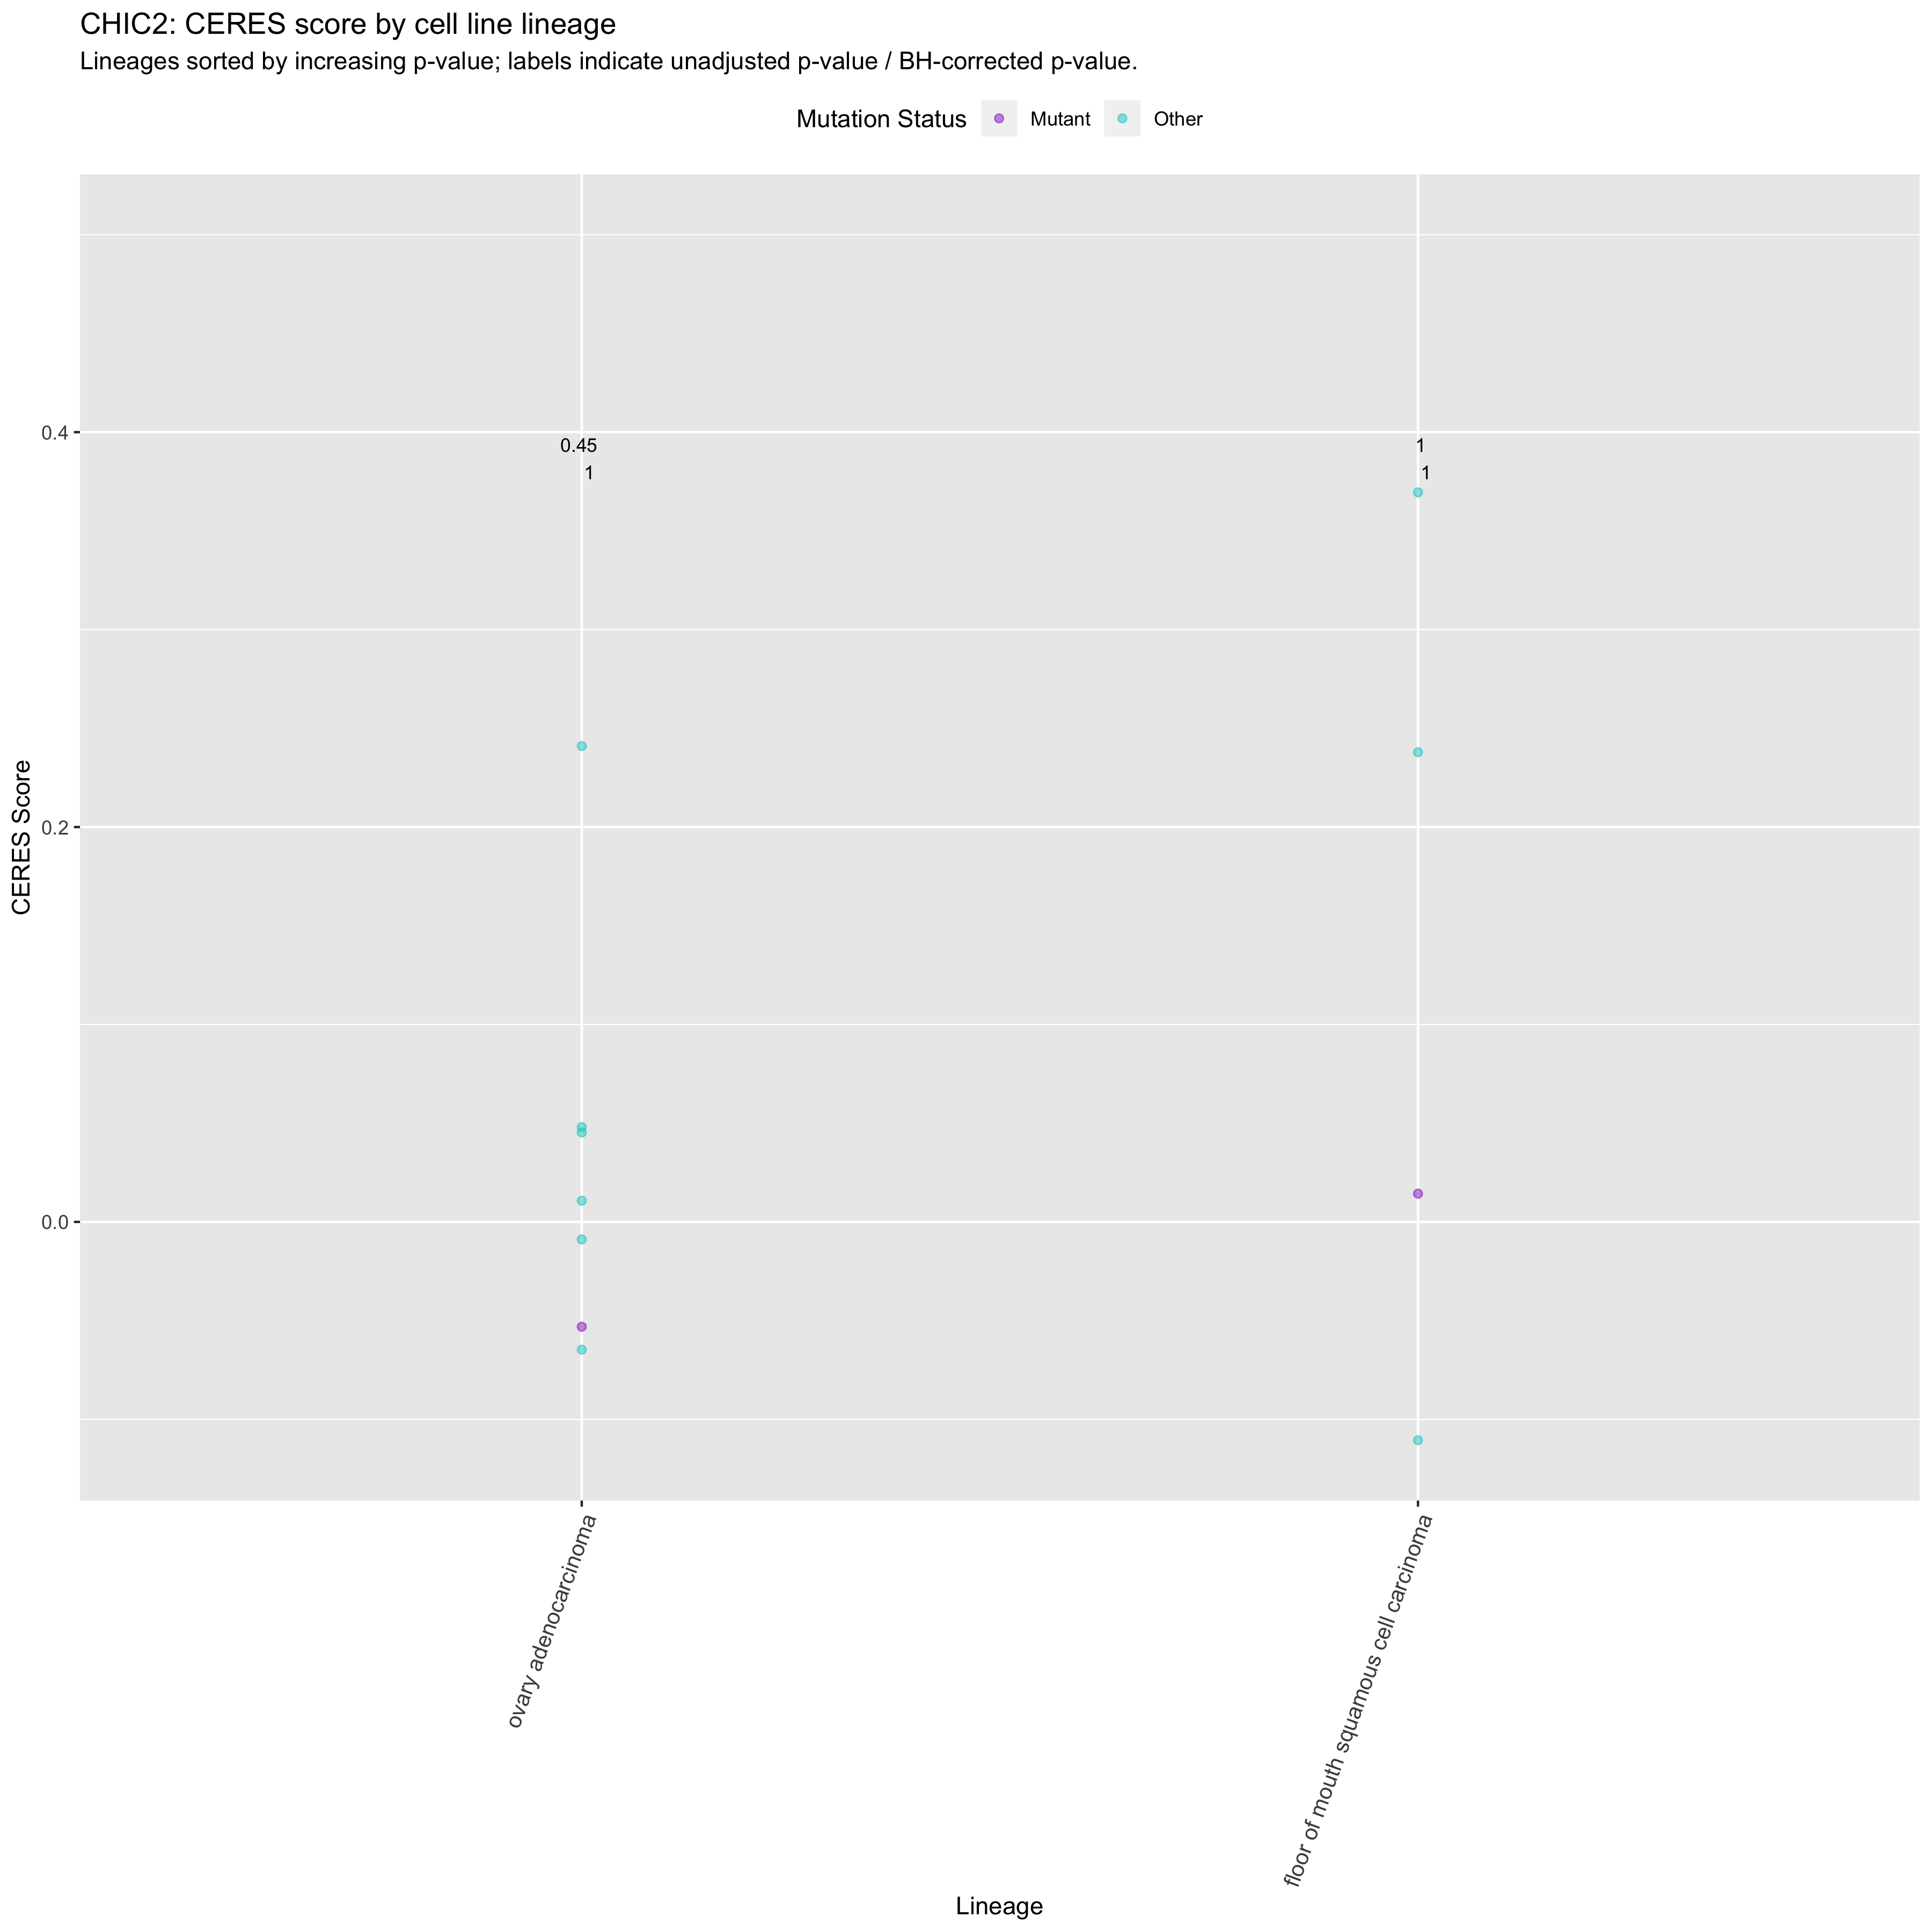 CHIC2: CERES score by cell line lineage
Lineages sorted by increasing p-value; labels indicate unadjusted p-value / BH-corrected p-value.
Mutation Status Mutant Other
CERES Score
0.4
0.2
0.0
0.45
1
1
1
ovary adenocarcinoma
floor of mouth squamous cell carcinoma
Lineage